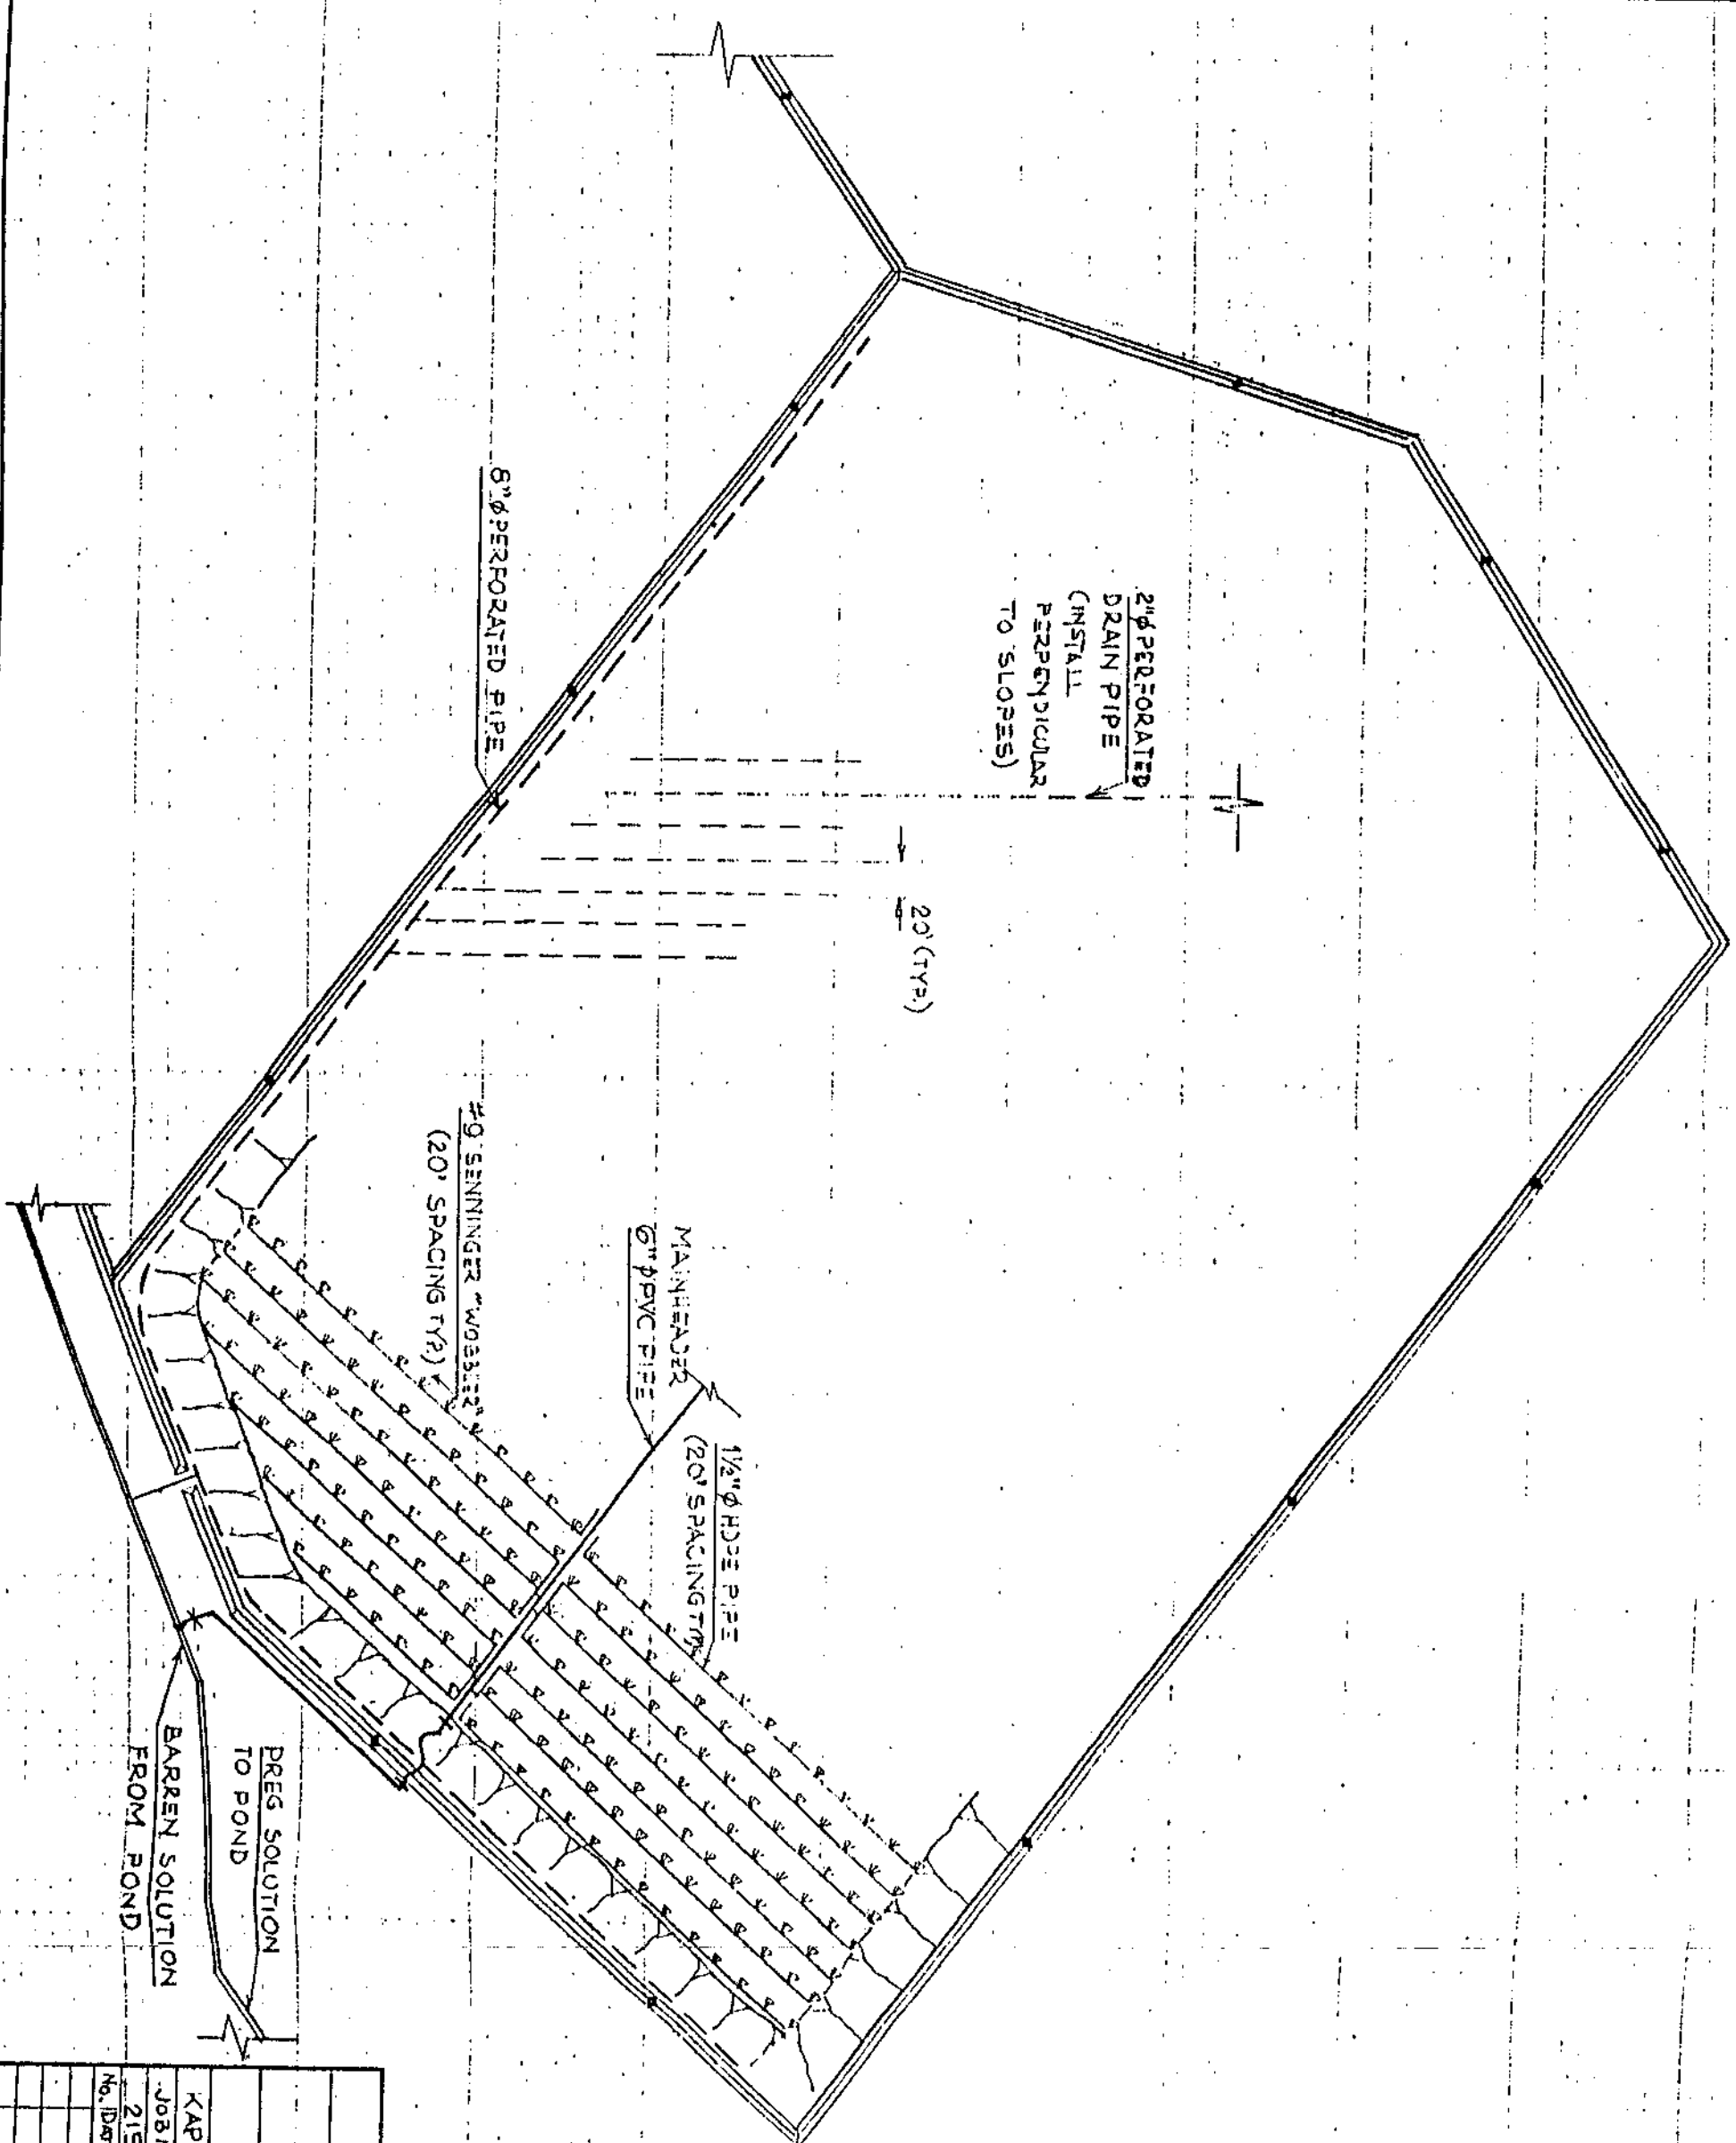 2"ø PERFORATED
DRAIN PIPE
(INSTALL
PERPENDICULAR
TO SLOPES)
20' (TYP.)
8"ø PERFORATED PIPE
#9 SENNINGER "WOBBLER"
(20' SPACING TYP.)
MAINHEADER
6"ø PVC PIPE
1½"ø HDPE PIPE
(20' SPACING TYP.)
PREG SOLUTION
TO POND
BARREN SOLUTION
FROM POND
KAP
JOB
215
No. DAT